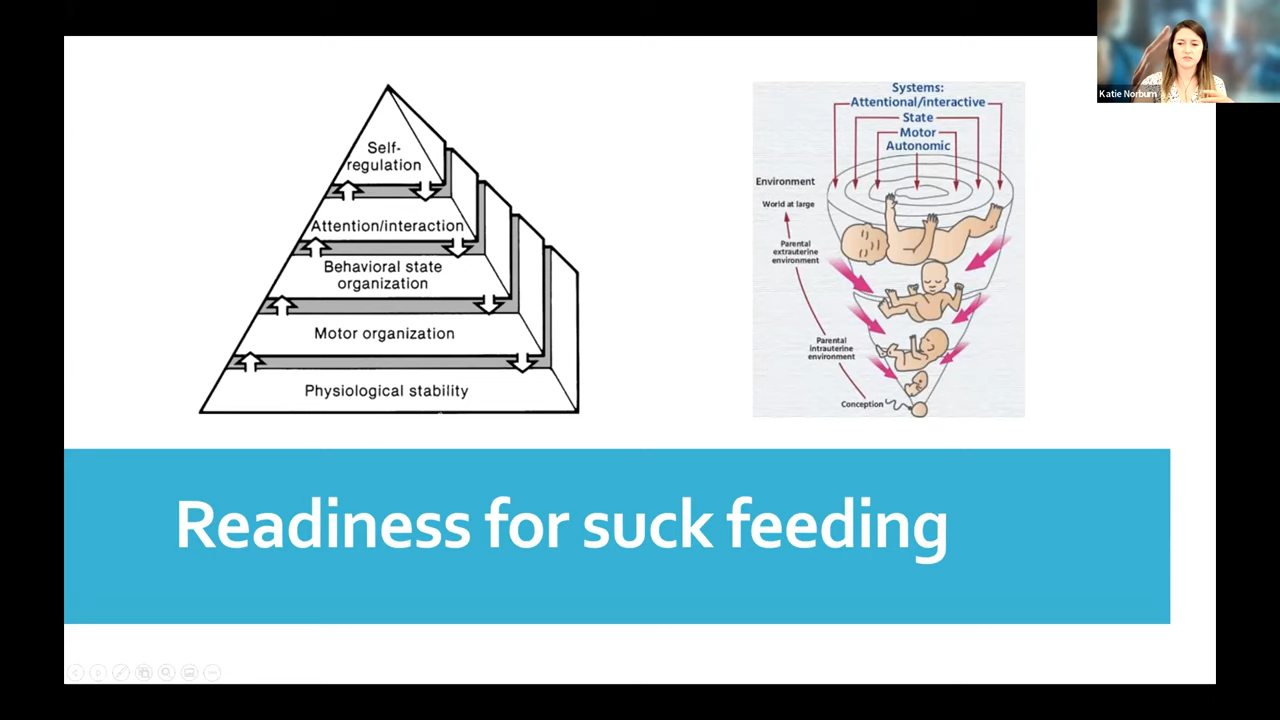 Katie Norburn
Self-
regulation
Attention/interaction
Behavioral state
organization
Motor organization
Physiological stability
Systems:
Attentional/interactive
State
Motor
Autonomic
Environment
World at large
Parental
extrauterine
environment
Parental
intrauterine
environment
Conception
Readiness for suck feeding